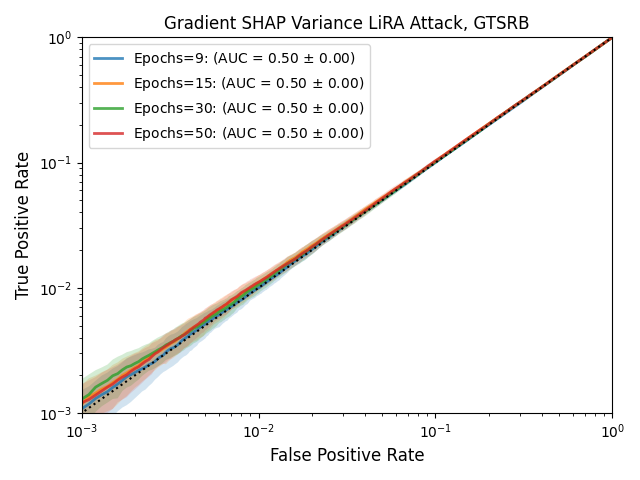 Gradient SHAP Variance LiRA Attack, GTSRB
10⁰
10⁻¹
10⁻²
10⁻³
True Positive Rate
Epochs=9: (AUC = 0.50 ± 0.00)
Epochs=15: (AUC = 0.50 ± 0.00)
Epochs=30: (AUC = 0.50 ± 0.00)
Epochs=50: (AUC = 0.50 ± 0.00)
10⁻³ 10⁻² 10⁻¹ 10⁰
False Positive Rate